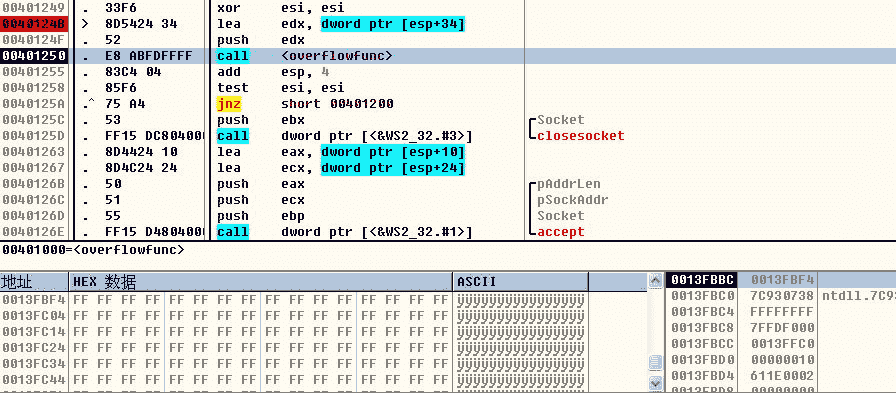 00401249 . 33F6 xor esi, esi
0040124B > 8D5424 34 lea edx, dword ptr [esp+34]
0040124F . 52 push edx
00401250 . E8 ABFDFFFF call <overflowfunc>
00401255 . 83C4 04 add esp, 4
00401258 . 85F6 test esi, esi
0040125A .^ 75 A4 jnz short 00401200
0040125C . 53 push ebx Socket
0040125D . FF15 DC804000 call dword ptr [<&WS2_32.#3>] closesocket
00401263 . 8D4424 10 lea eax, dword ptr [esp+10]
00401267 . 8D4C24 24 lea ecx, dword ptr [esp+24]
0040126B . 50 push eax pAddrLen
0040126C . 51 push ecx pSockAddr
0040126D . 55 push ebp Socket
0040126E . FF15 D4804000 call dword ptr [<&WS2_32.#1>] accept
00401000=<overflowfunc>
地址 HEX 数据 ASCII
0013FBF4 FF FF FF FF FF FF FF FF FF FF FF FF FF FF FF FF ÿÿÿÿÿÿÿÿÿÿÿÿÿÿÿÿ
0013FC04 FF FF FF FF FF FF FF FF FF FF FF FF FF FF FF FF ÿÿÿÿÿÿÿÿÿÿÿÿÿÿÿÿ
0013FC14 FF FF FF FF FF FF FF FF FF FF FF FF FF FF FF FF ÿÿÿÿÿÿÿÿÿÿÿÿÿÿÿÿ
0013FC24 FF FF FF FF FF FF FF FF FF FF FF FF FF FF FF FF ÿÿÿÿÿÿÿÿÿÿÿÿÿÿÿÿ
0013FC34 FF FF FF FF FF FF FF FF FF FF FF FF FF FF FF FF ÿÿÿÿÿÿÿÿÿÿÿÿÿÿÿÿ
0013FC44 FF FF FF FF FF FF FF FF FF FF FF FF FF FF FF FF ÿÿÿÿÿÿÿÿÿÿÿÿÿÿÿÿ
0013FBBC 0013FBF4
0013FBC0 7C930738 ntdll.7C93
0013FBC4 FFFFFFFF
0013FBC8 7FFDF000
0013FBCC 0013FFC0
0013FBD0 00000010
0013FBD4 611E0002
0013FBD8 00000000